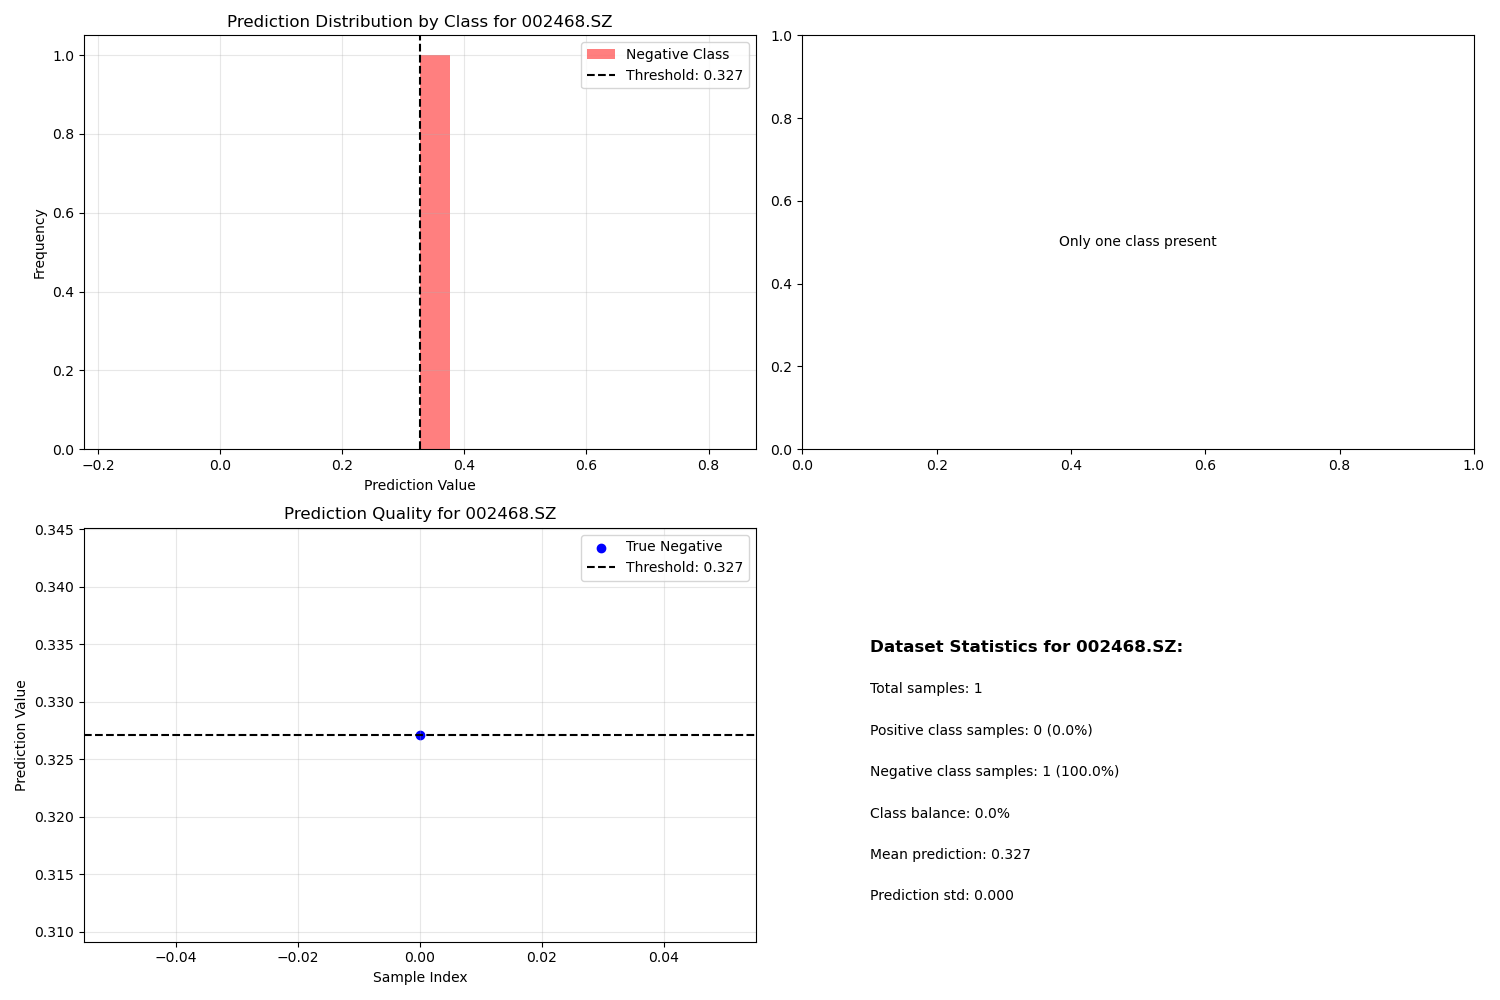 Prediction Distribution by Class for 002468.SZ
1.0
0.8
0.6
0.4
0.2
0.0
Frequency
Negative Class
Threshold: 0.327
−0.2
0.0
0.2
0.4
0.6
0.8
Prediction Value
1.0
0.8
0.6
0.4
0.2
0.0
Only one class present
0.0
0.2
0.4
0.6
0.8
1.0
Prediction Quality for 002468.SZ
0.345
0.340
0.335
0.330
0.325
0.320
0.315
0.310
Prediction Value
True Negative
Threshold: 0.327
−0.04
−0.02
0.00
0.02
0.04
Sample Index
Dataset Statistics for 002468.SZ:
Total samples: 1
Positive class samples: 0 (0.0%)
Negative class samples: 1 (100.0%)
Class balance: 0.0%
Mean prediction: 0.327
Prediction std: 0.000